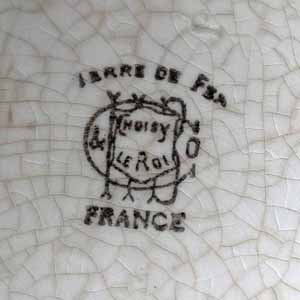 TERRE DE FER
CHOISY
LE ROI
FRANCE